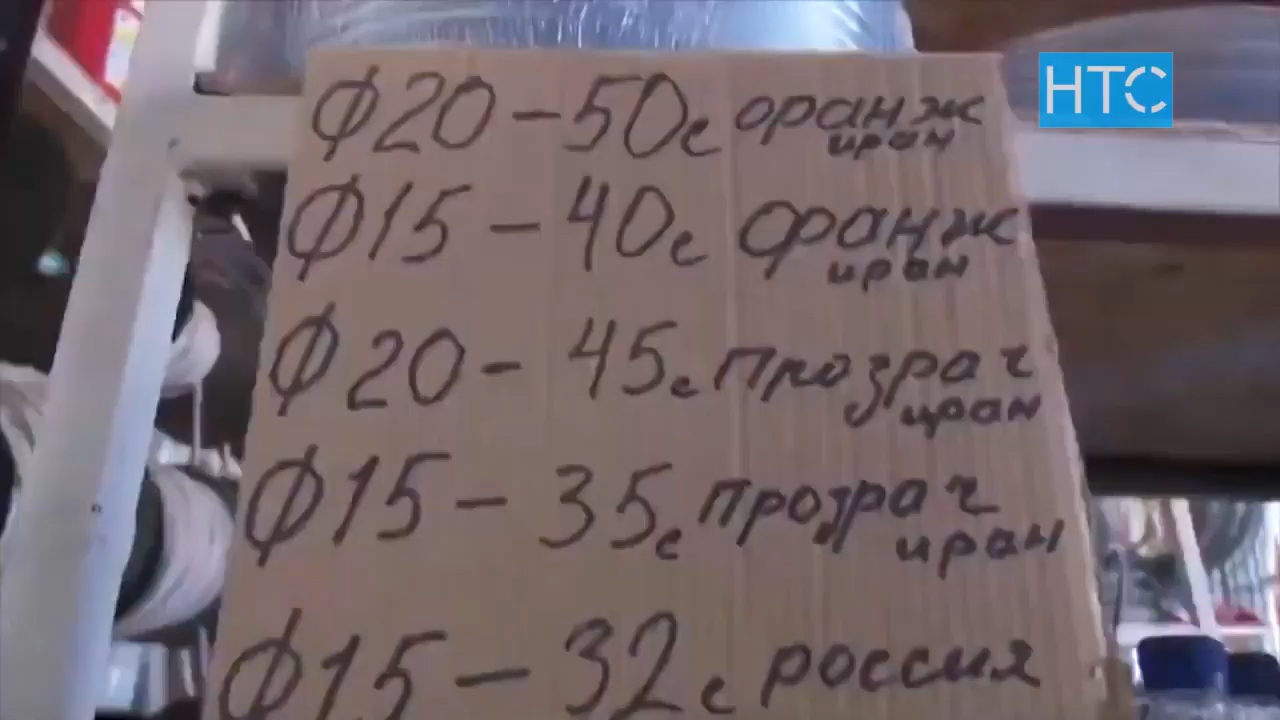 НТС
Ф20 - 50с оранж
иран
Ф15 - 40с оранж
иран
Ф20 - 45с прозрач
иран
Ф15 - 35с прозрач
иран
Ф15 - 32с россия